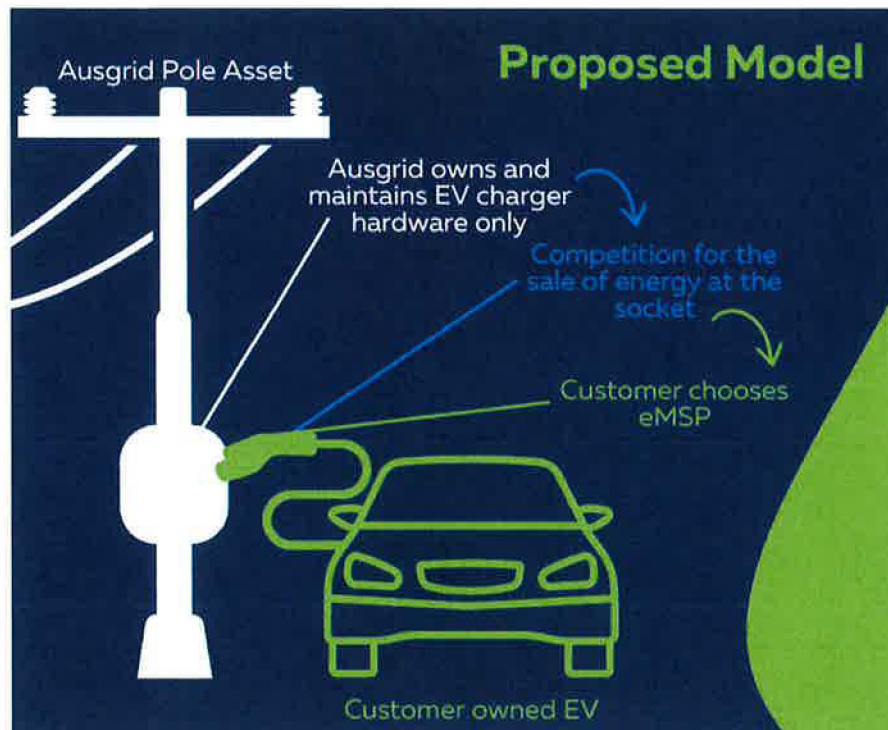 Proposed Model
Ausgrid Pole Asset
Ausgrid owns and
maintains EV charger
hardware only
Competition for the
sale of energy at the
socket
Customer chooses
eMSP
Customer owned EV